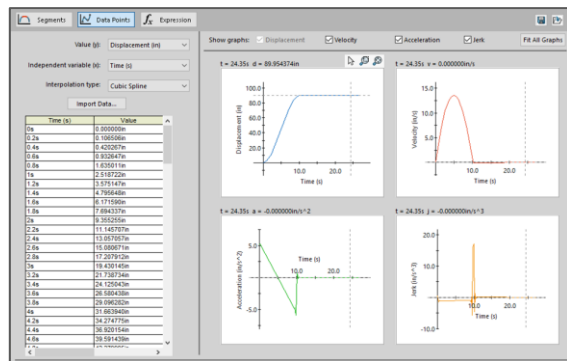 Segments Data Points fx Expression
Value (y): Displacement (in)
Independent variable (x): Time (s)
Interpolation type: Cubic Spline
Import Data...
Time (s) Value
0s 0.000000in
0.2s 0.106506in
0.4s 0.420267in
0.6s 0.932647in
0.8s 1.635011in
1s 2.518722in
1.2s 3.575147in
1.4s 4.795648in
1.6s 6.171590in
1.8s 7.694337in
2s 9.355255in
2.2s 11.145707in
2.4s 13.057057in
2.6s 15.080671in
2.8s 17.207912in
3s 19.430145in
3.2s 21.738734in
3.4s 24.125043in
3.6s 26.580438in
3.8s 29.096282in
4s 31.663940in
4.2s 34.274775in
4.4s 36.920154in
4.6s 39.591439in
Show graphs: Displacement Velocity Acceleration Jerk Fit All Graphs
t = 24.35s d = 89.954374in
100.0
80.0
60.0
40.0
20.0
Displacement (in)
0 10.0 20.0
Time (s)
t = 24.35s v = 0.000000in/s
15.0
10.0
5.0
Velocity (in/s)
10.0 20.0
Time (s)
t = 24.35s a = -0.000000in/s^2
5.0
-5.0
Acceleration (in/s^2)
Time (s)
10.0 20.0
t = 24.35s j = -0.000000in/s^3
20.0
10.0
-10.0
Jerk (in/s^3)
10.0 20.0
Time (s)